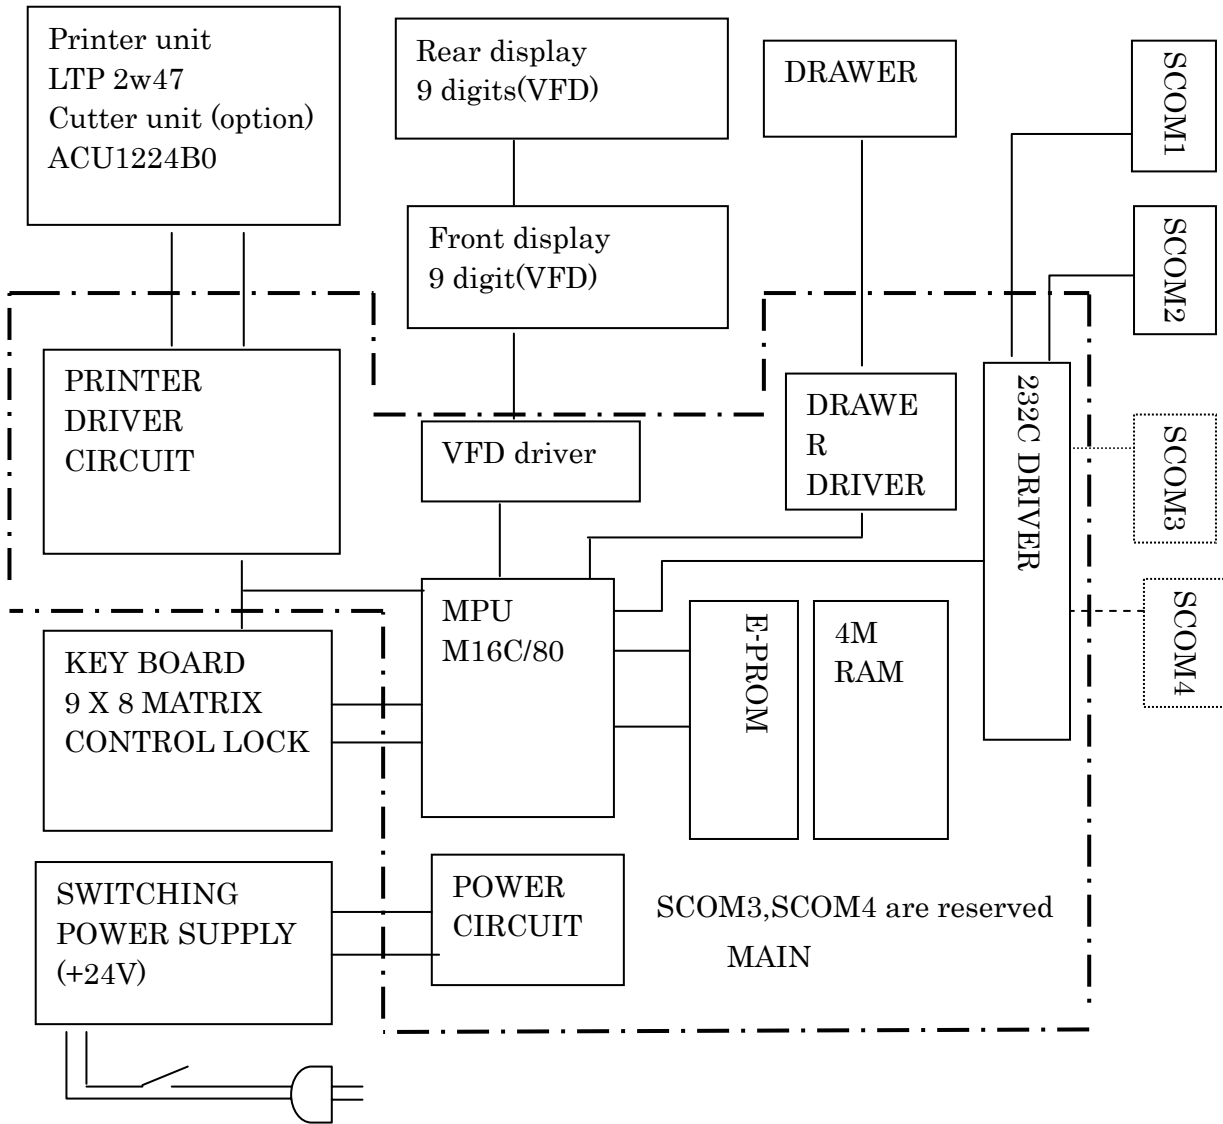 Printer unit
LTP 2w47
Cutter unit (option)
ACU1224B0
Rear display
9 digits(VFD)
DRAWER
SCOM1
Front display
9 digit(VFD)
SCOM2
PRINTER
DRIVER
CIRCUIT
VFD driver
DRAWE
R
DRIVER
232C DRIVER
SCOM3
MPU
M16C/80
E-PROM
4M
RAM
SCOM4
KEY BOARD
9 X 8 MATRIX
CONTROL LOCK
SWITCHING
POWER SUPPLY
(+24V)
POWER
CIRCUIT
SCOM3,SCOM4 are reserved
MAIN